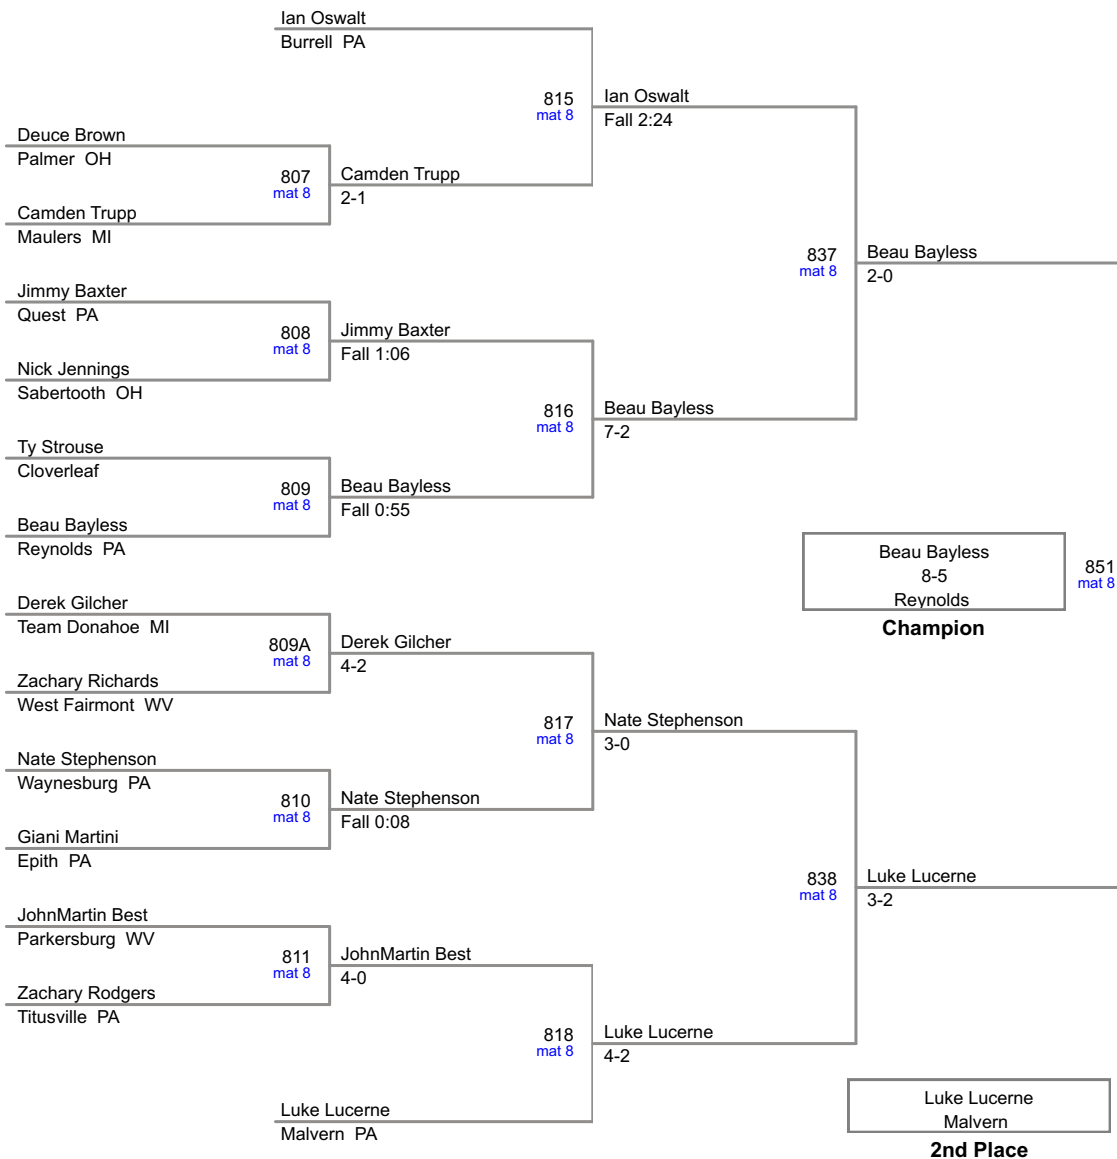 Ian Oswalt
Burrell PA
815
mat 8
Ian Oswalt
Fall 2:24
Deuce Brown
Palmer OH
807
mat 8
Camden Trupp
2-1
Camden Trupp
Maulers MI
837
mat 8
Beau Bayless
2-0
Jimmy Baxter
Quest PA
808
mat 8
Jimmy Baxter
Fall 1:06
Nick Jennings
Sabertooth OH
816
mat 8
Beau Bayless
7-2
Ty Strouse
Cloverleaf
809
mat 8
Beau Bayless
Fall 0:55
Beau Bayless
Reynolds PA
Beau Bayless
8-5
Reynolds
Champion
851
mat 8
Derek Gilcher
Team Donahoe MI
809A
mat 8
Derek Gilcher
4-2
Zachary Richards
West Fairmont WV
817
mat 8
Nate Stephenson
3-0
Nate Stephenson
Waynesburg PA
810
mat 8
Nate Stephenson
Fall 0:08
Giani Martini
Epith PA
838
mat 8
Luke Lucerne
3-2
JohnMartin Best
Parkersburg WV
811
mat 8
JohnMartin Best
4-0
Zachary Rodgers
Titusville PA
818
mat 8
Luke Lucerne
4-2
Luke Lucerne
Malvern PA
Luke Lucerne
Malvern
2nd Place